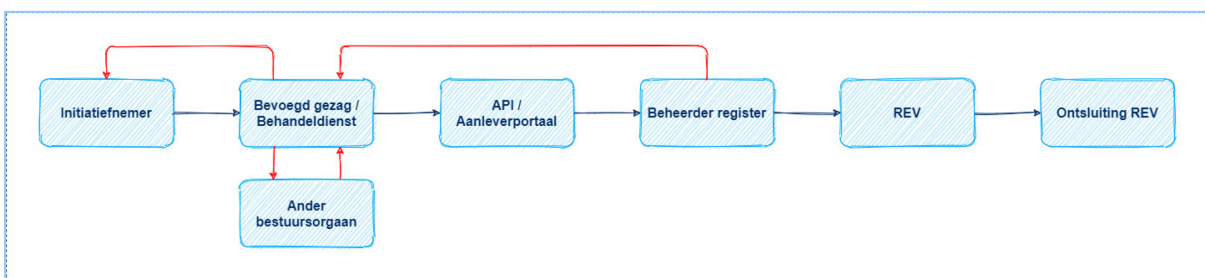 Initiatiefnemer
Bevoegd gezag /
Behandeldienst
API /
Aanleverportaal
Beheerder register
REV
Ontsluiting REV
Ander
bestuursorgaan